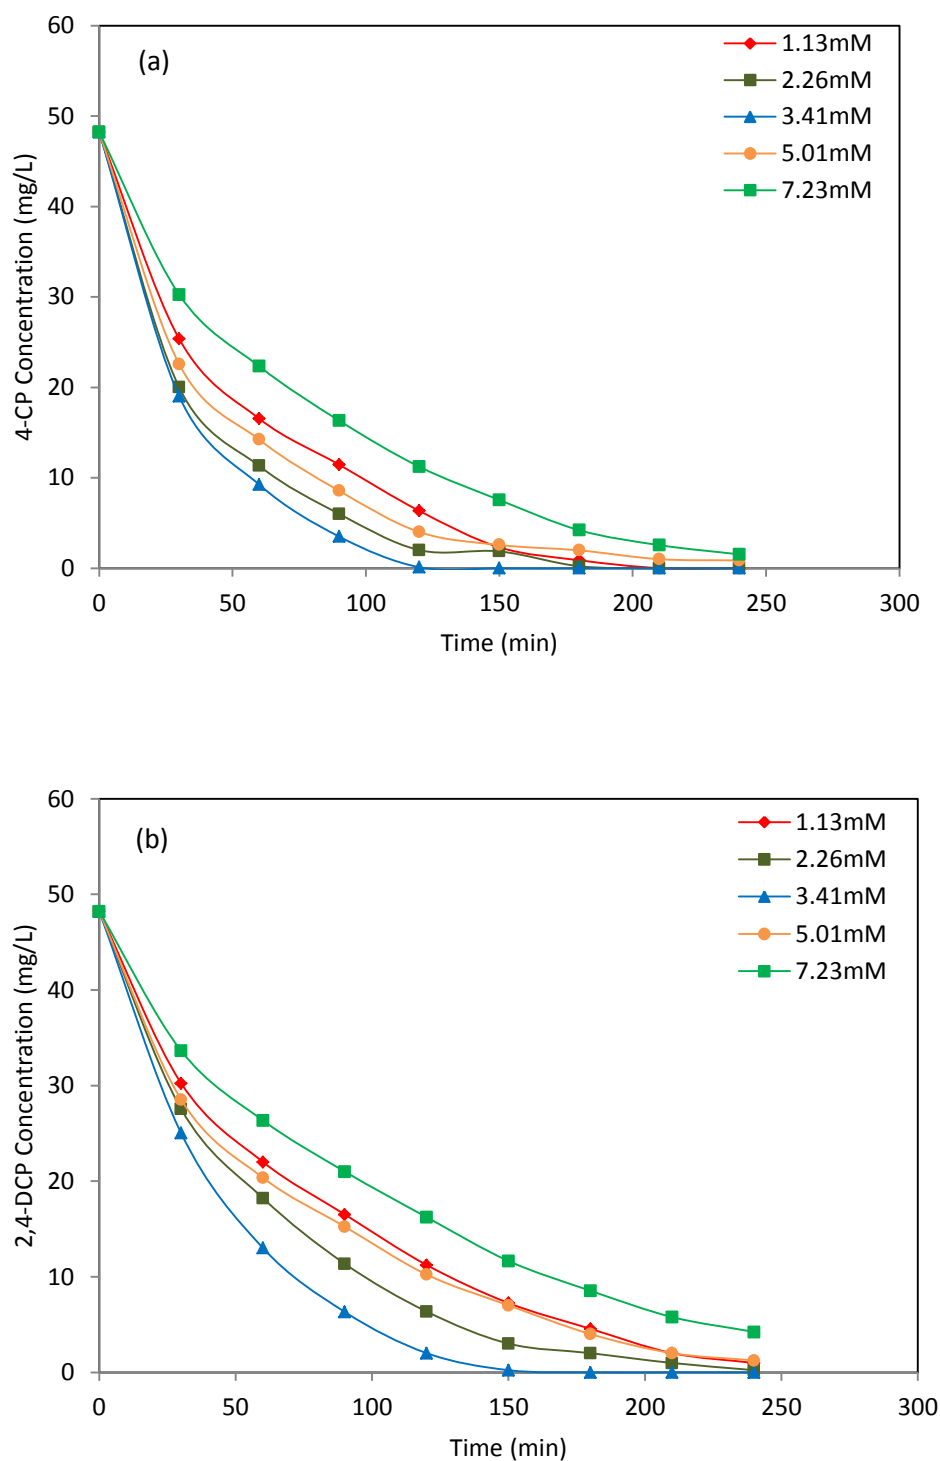 60
50
40
30
20
10
0
4-CP Concentration (mg/L)
(a)
1.13mM
2.26mM
3.41mM
5.01mM
7.23mM
0 50 100 150 200 250 300
Time (min)
60
50
40
30
20
10
0
2,4-DCP Concentration (mg/L)
(b)
1.13mM
2.26mM
3.41mM
5.01mM
7.23mM
0 50 100 150 200 250 300
Time (min)